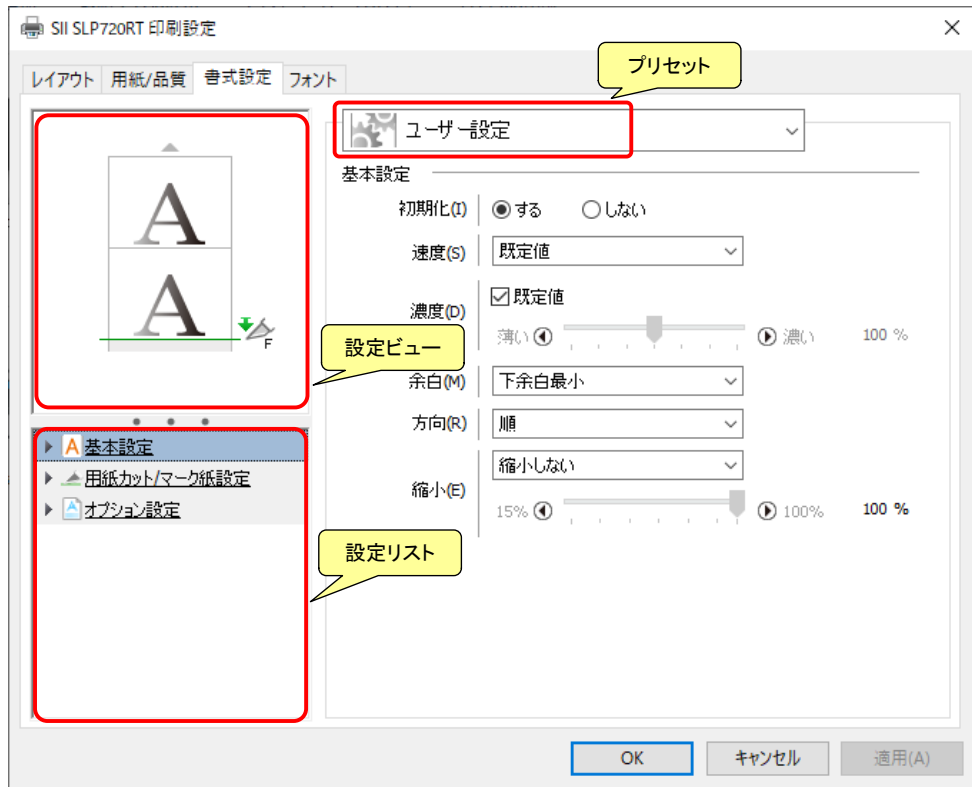 SII SLP720RT 印刷設定
レイアウト 用紙/品質 書式設定 フォント
プリセット
ユーザー設定
基本設定
初期化(I) する しない
速度(S) 既定値
濃度(D) 既定値
薄い 濃い 100 %
余白(M) 下余白最小
方向(R) 順
縮小(E) 縮小しない
15% 100% 100 %
A
A
F
設定ビュー
A 基本設定
用紙カット/マーク紙設定
A オプション設定
設定リスト
OK キャンセル 適用(A)